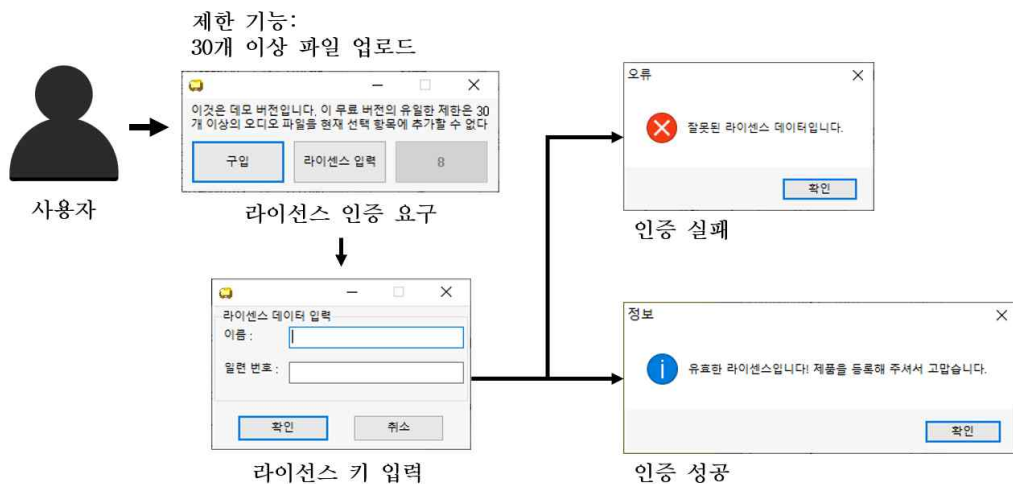 제한 기능:
30개 이상 파일 업로드
이것은 데모 버전입니다. 이 무료 버전의 유일한 제한은 30
개 이상의 오디오 파일를 현재 선택 항목에 추가할 수 없다
구입
라이센스 입력
8
사용자
라이선스 인증 요구
라이센스 데이터 입력
이름 :
일련 번호 :
확인
취소
라이선스 키 입력
오류
잘못된 라이센스 데이터입니다.
확인
인증 실패
정보
유효한 라이센스입니다! 제품을 등록해 주셔서 고맙습니다.
확인
인증 성공